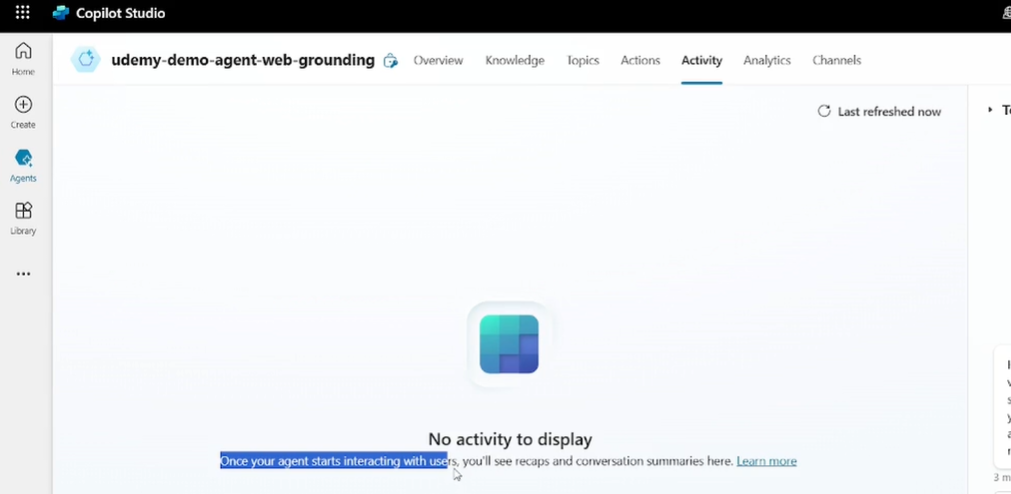 Copilot Studio
udemy-demo-agent-web-grounding Overview Knowledge Topics Actions Activity Analytics Channels
Home
Create
Agents
Library
Last refreshed now
No activity to display
Once your agent starts interacting with users, you'll see recaps and conversation summaries here. Learn more